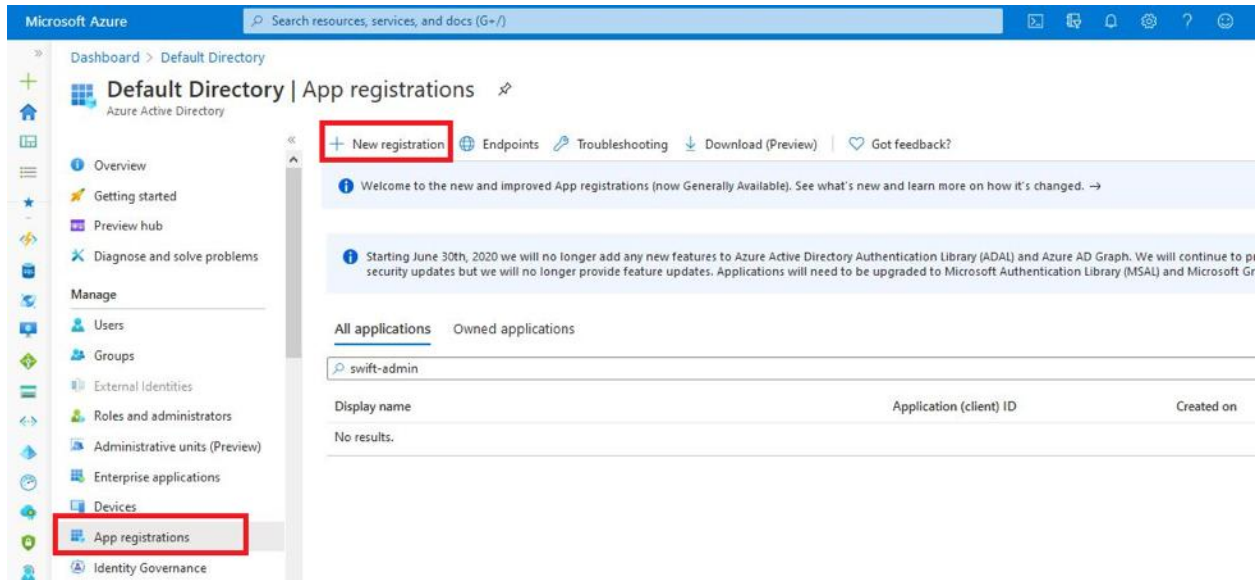 Microsoft Azure
Search resources, services, and docs (G+/)
Dashboard > Default Directory
Default Directory | App registrations
Azure Active Directory
New registration
Endpoints
Troubleshooting
Download (Preview)
Got feedback?
Overview
Getting started
Preview hub
Diagnose and solve problems
Manage
Users
Groups
External Identities
Roles and administrators
Administrative units (Preview)
Enterprise applications
Devices
App registrations
Identity Governance
Welcome to the new and improved App registrations (now Generally Available). See what's new and learn more on how it's changed. →
Starting June 30th, 2020 we will no longer add any new features to Azure Active Directory Authentication Library (ADAL) and Azure AD Graph. We will continue to
security updates but we will no longer provide feature updates. Applications will need to be upgraded to Microsoft Authentication Library (MSAL) and Microsoft
All applications
Owned applications
swift-admin
Display name
Application (client) ID
Created on
No results.